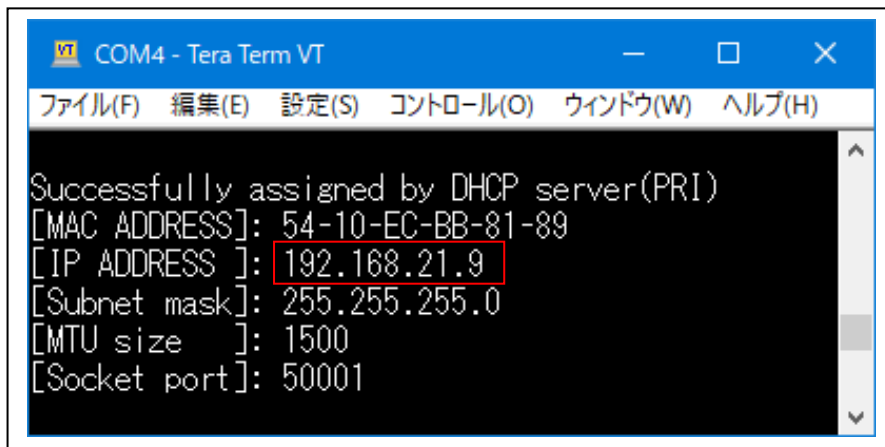 COM4 - Tera Term VT
ファイル(F) 編集(E) 設定(S) コントロール(O) ウィンドウ(W) ヘルプ(H)
Successfully assigned by DHCP server(PRI)
[MAC ADDRESS]: 54-10-EC-BB-81-89
[IP ADDRESS ]: 192.168.21.9
[Subnet mask]: 255.255.255.0
[MTU size   ]: 1500
[Socket port]: 50001